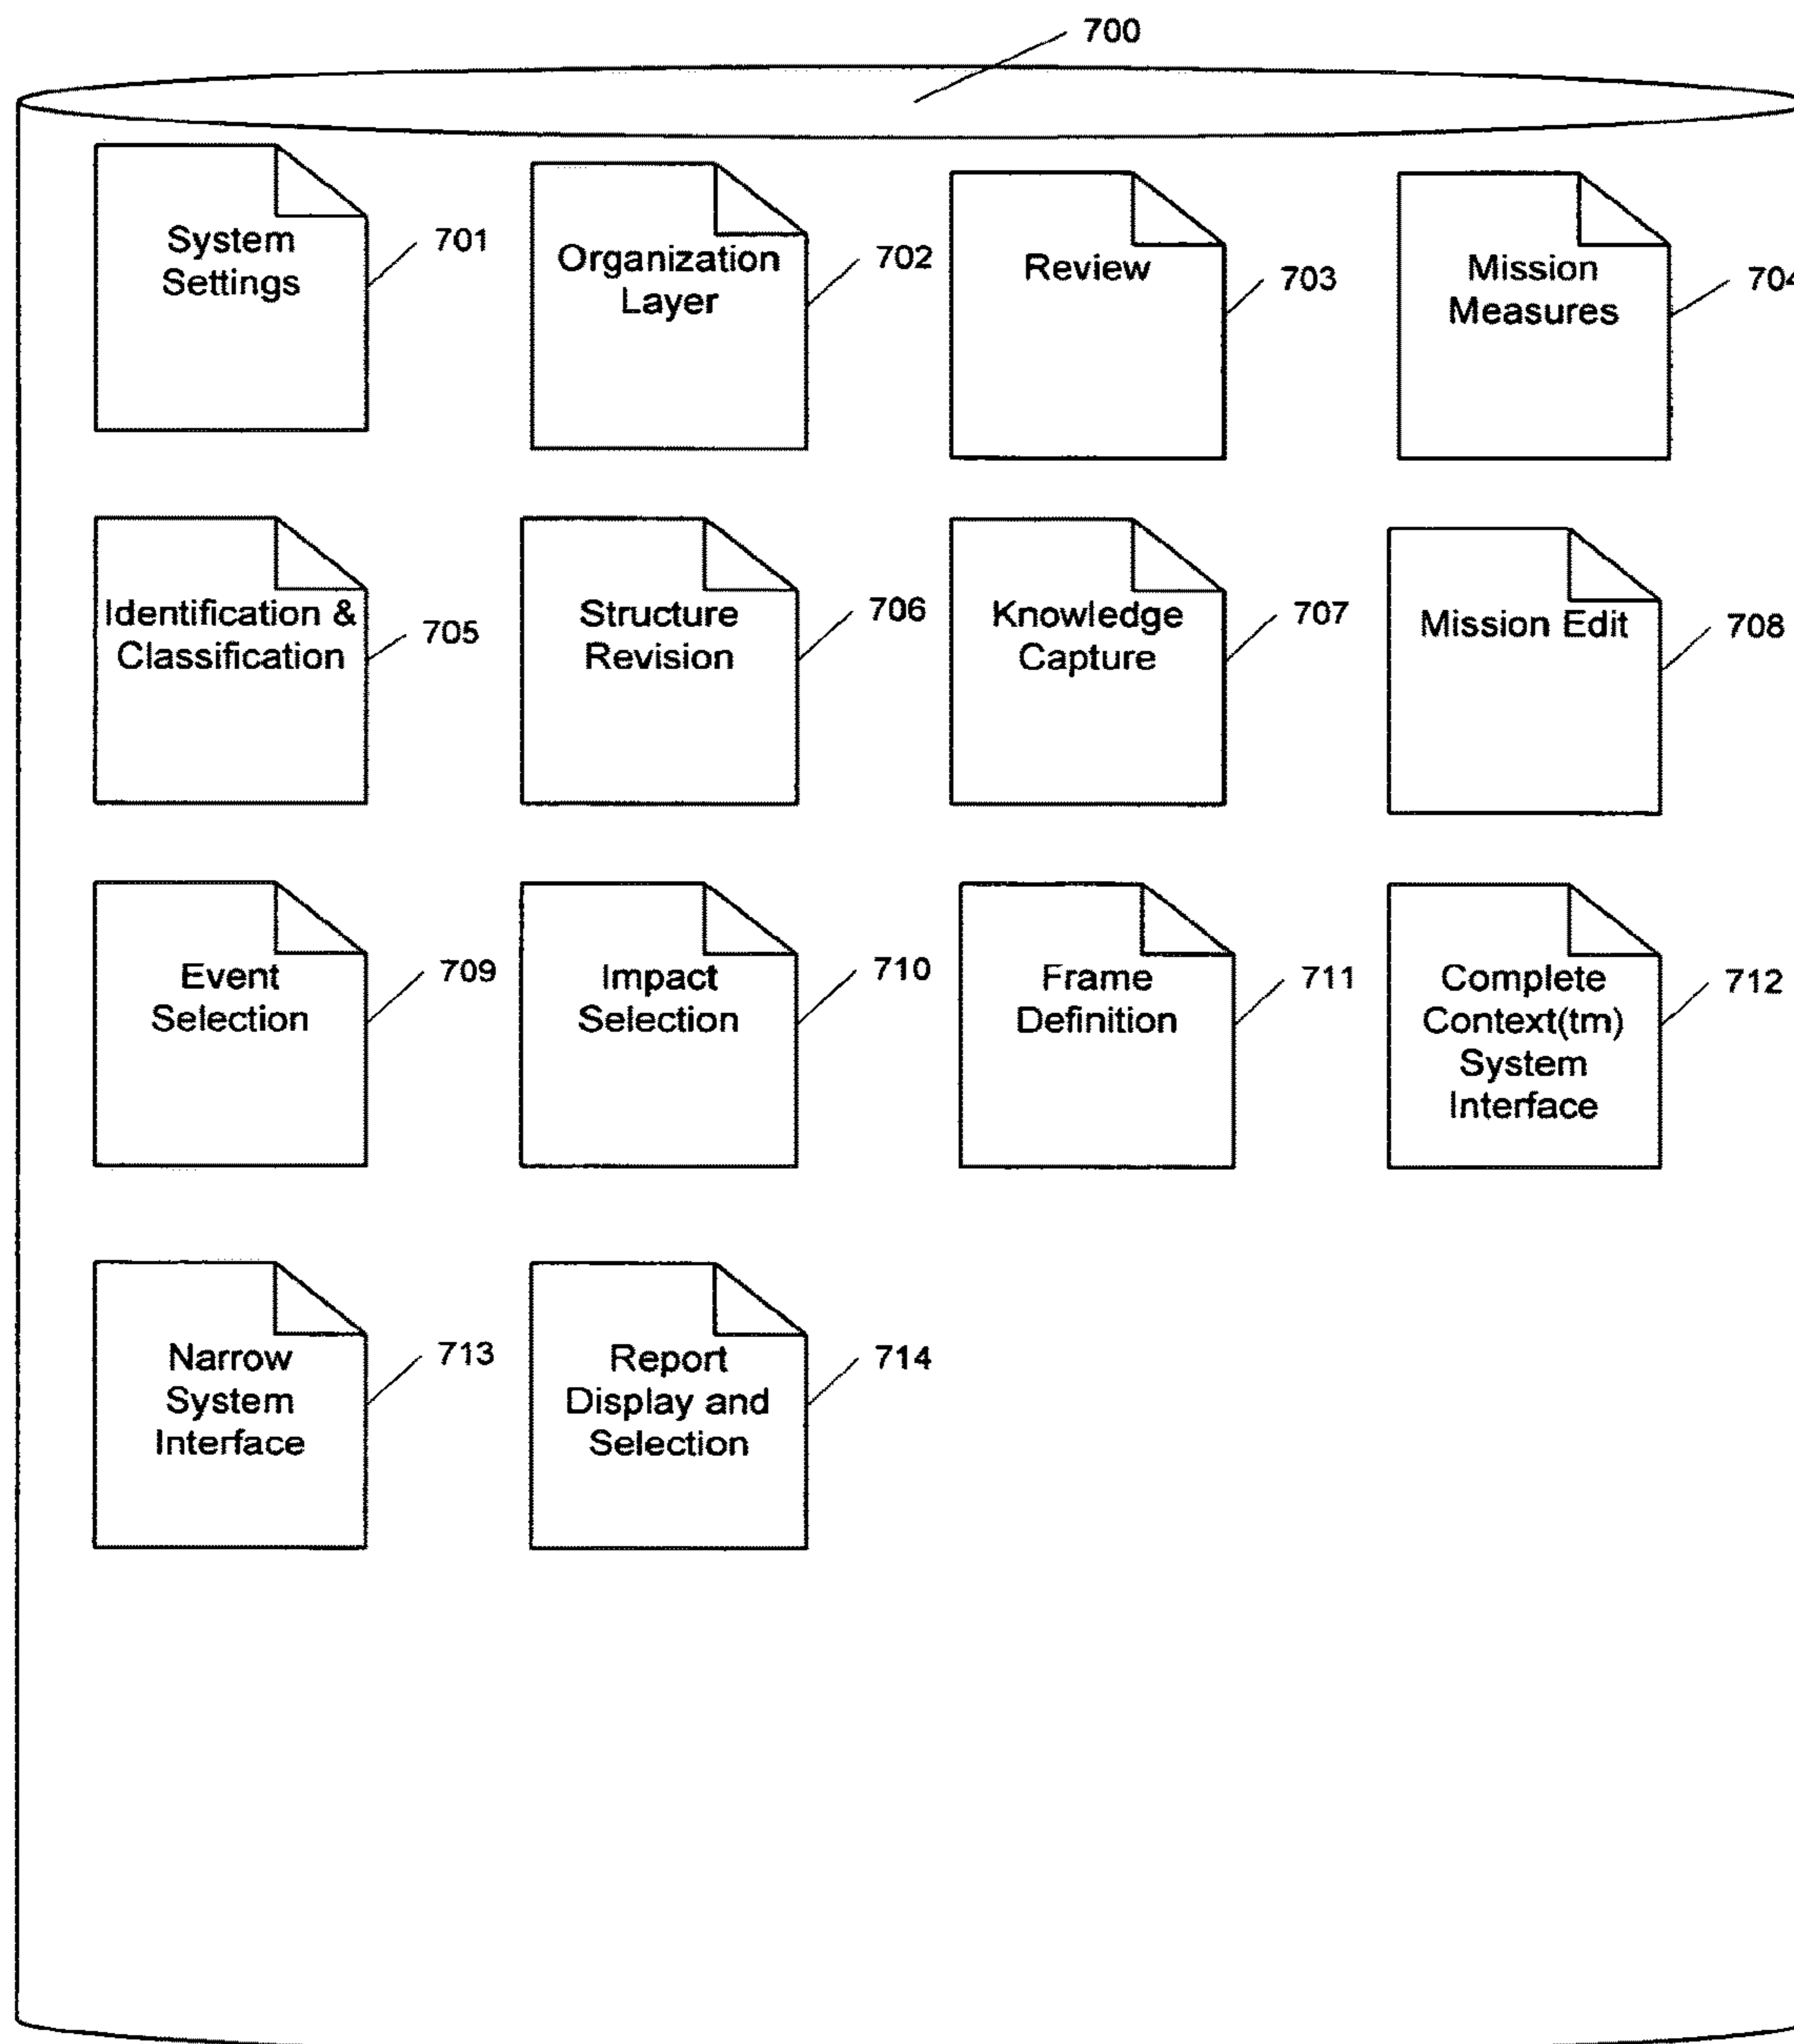 700
System
Settings
701
Organization
Layer
702
Review
703
Mission
Measures
704
Identification &
Classification
705
Structure
Revision
706
Knowledge
Capture
707
Mission Edit
708
Event
Selection
709
Impact
Selection
710
Frame
Definition
711
Complete
Context(tm)
System
Interface
712
Narrow
System
Interface
713
Report
Display and
Selection
714